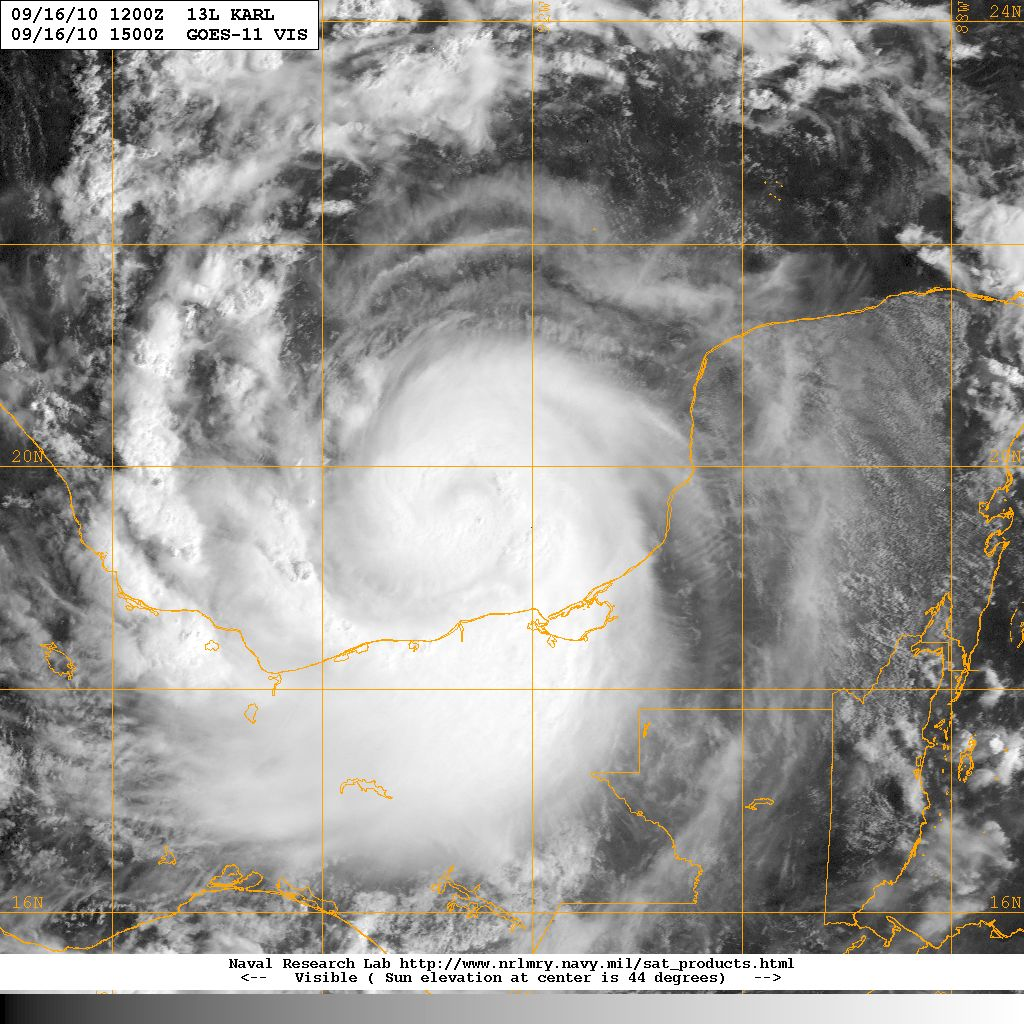 09/16/10 1200Z 13L KARL
09/16/10 1500Z GOES-11 VIS
92W
88W
24N
20N
20N
16N
16N
Naval Research Lab http://www.nrlmry.navy.mil/sat_products.html
<-- Visible ( Sun elevation at center is 44 degrees) -->